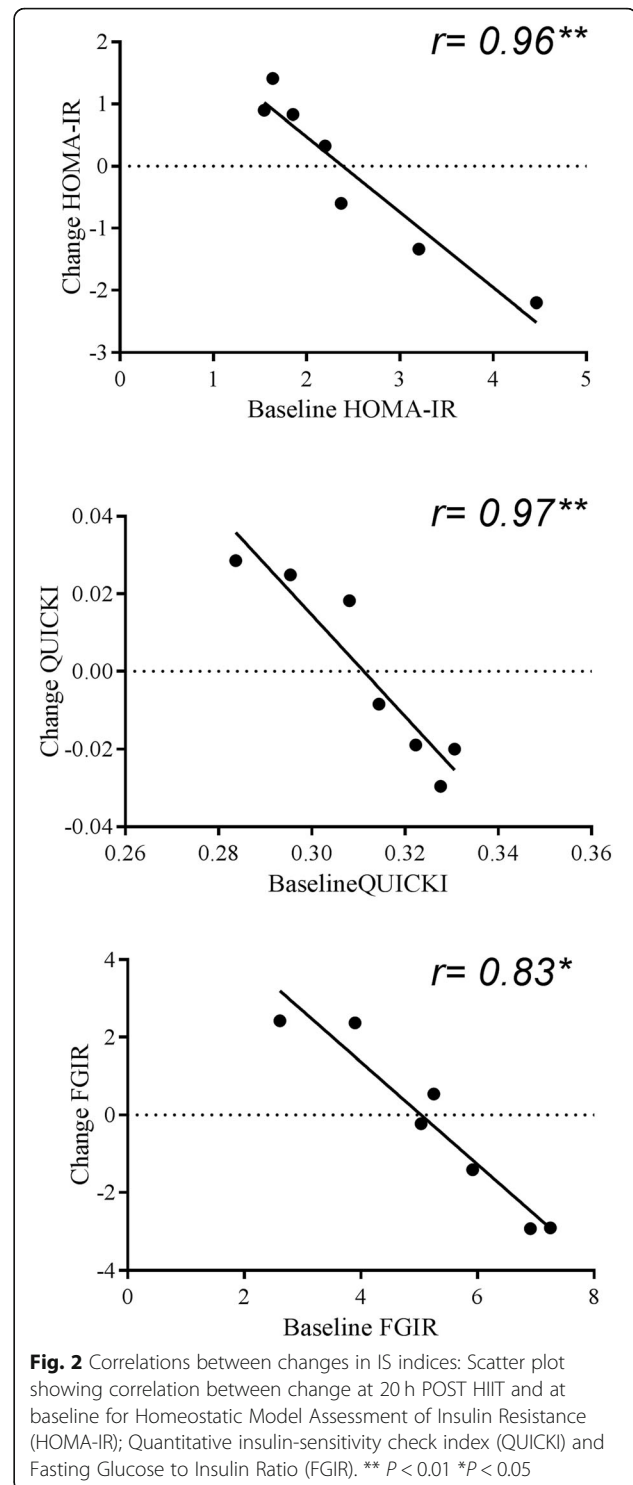 r= 0.96**
Change HOMA-IR
2
1
0
-1
-2
-3
0 1 2 3 4 5
Baseline HOMA-IR
r= 0.97**
Change QUICKI
0.04
0.02
0.00
-0.02
-0.04
0.26 0.28 0.30 0.32 0.34 0.36
BaselineQUICKI
r= 0.83*
Change FGIR
4
2
0
-2
-4
0 2 4 6 8
Baseline FGIR
Fig. 2 Correlations between changes in IS indices: Scatter plot
showing correlation between change at 20 h POST HIIT and at
baseline for Homeostatic Model Assessment of Insulin Resistance
(HOMA-IR); Quantitative insulin-sensitivity check index (QUICKI) and
Fasting Glucose to Insulin Ratio (FGIR). ** P < 0.01 *P < 0.05